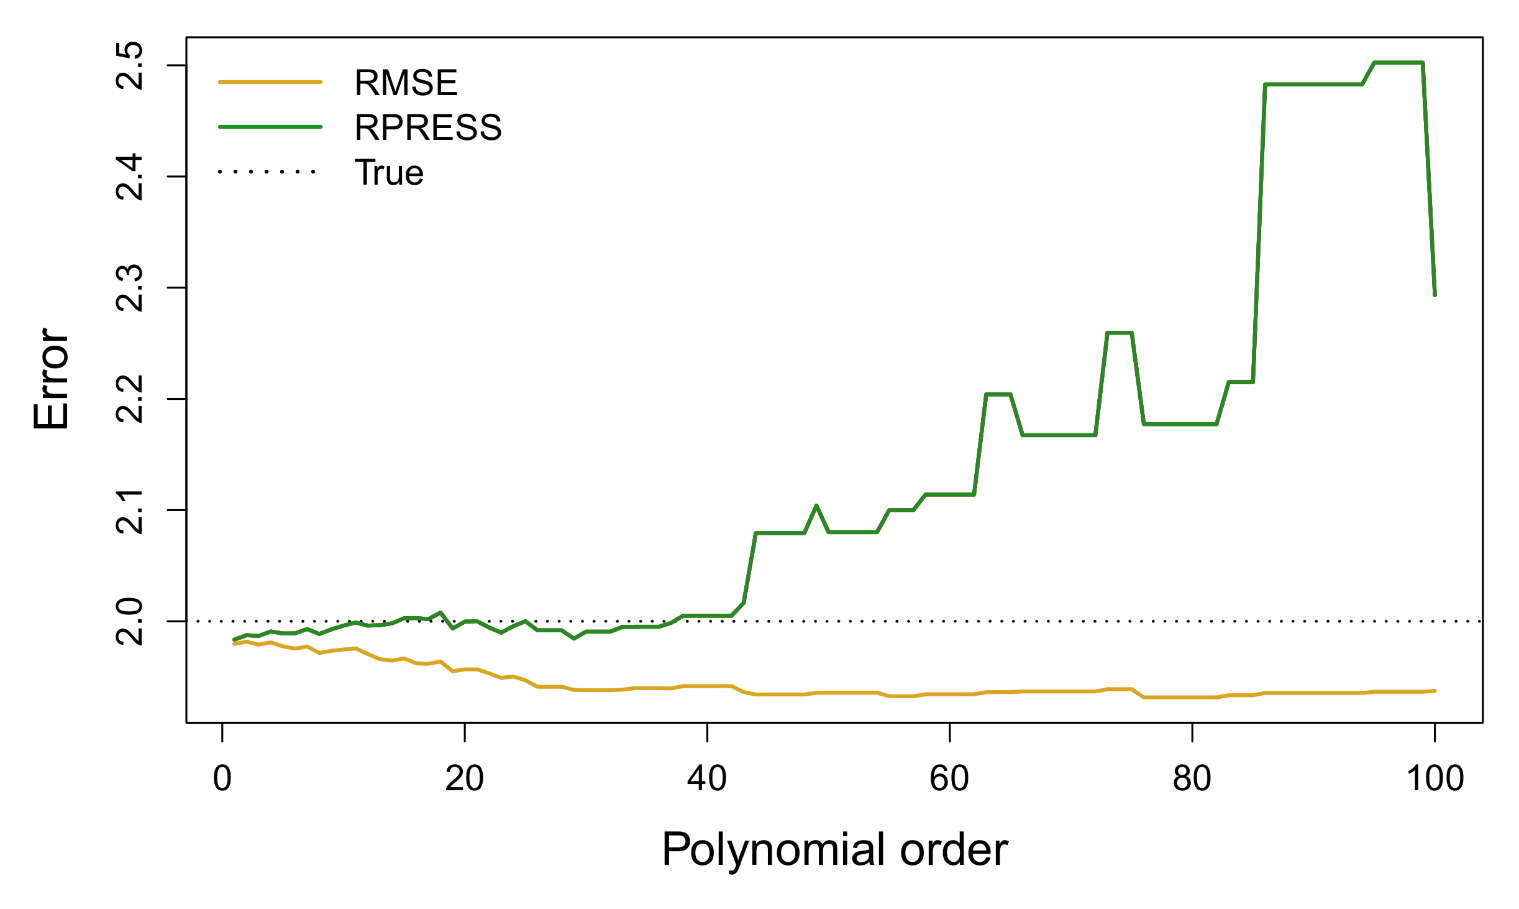 RMSE
RPRESS
True
2.5
2.4
2.3
2.2
2.1
2.0
Error
0 20 40 60 80 100
Polynomial order